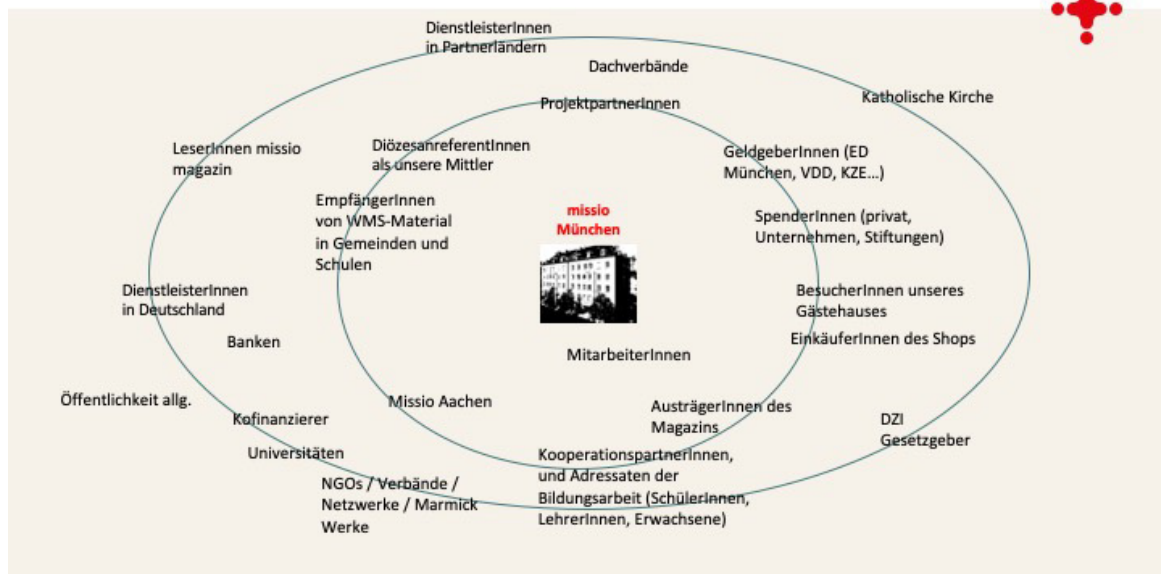 DienstleisterInnen
in Partnerländern
Dachverbände
Katholische Kirche
ProjektpartnerInnen
LeserInnen missio
magazin
DiözesanreferentInnen
als unsere Mittler
GeldgeberInnen (ED
München, VDD, KZE...)
EmpfängerInnen
von WMS-Material
in Gemeinden und
Schulen
missio
München
SpenderInnen (privat,
Unternehmen, Stiftungen)
DienstleisterInnen
in Deutschland
BesucherInnen unseres
Gästehauses
Banken
EinkäuferInnen des Shops
MitarbeiterInnen
Öffentlichkeit allg.
Missio Aachen
AusträgerInnen des
Magazins
Kofinanzierer
DZI
Gesetzgeber
Universitäten
KooperationspartnerInnen,
und Adressaten der
Bildungsarbeit (SchülerInnen,
LehrerInnen, Erwachsene)
NGOs / Verbände /
Netzwerke / Marmick
Werke